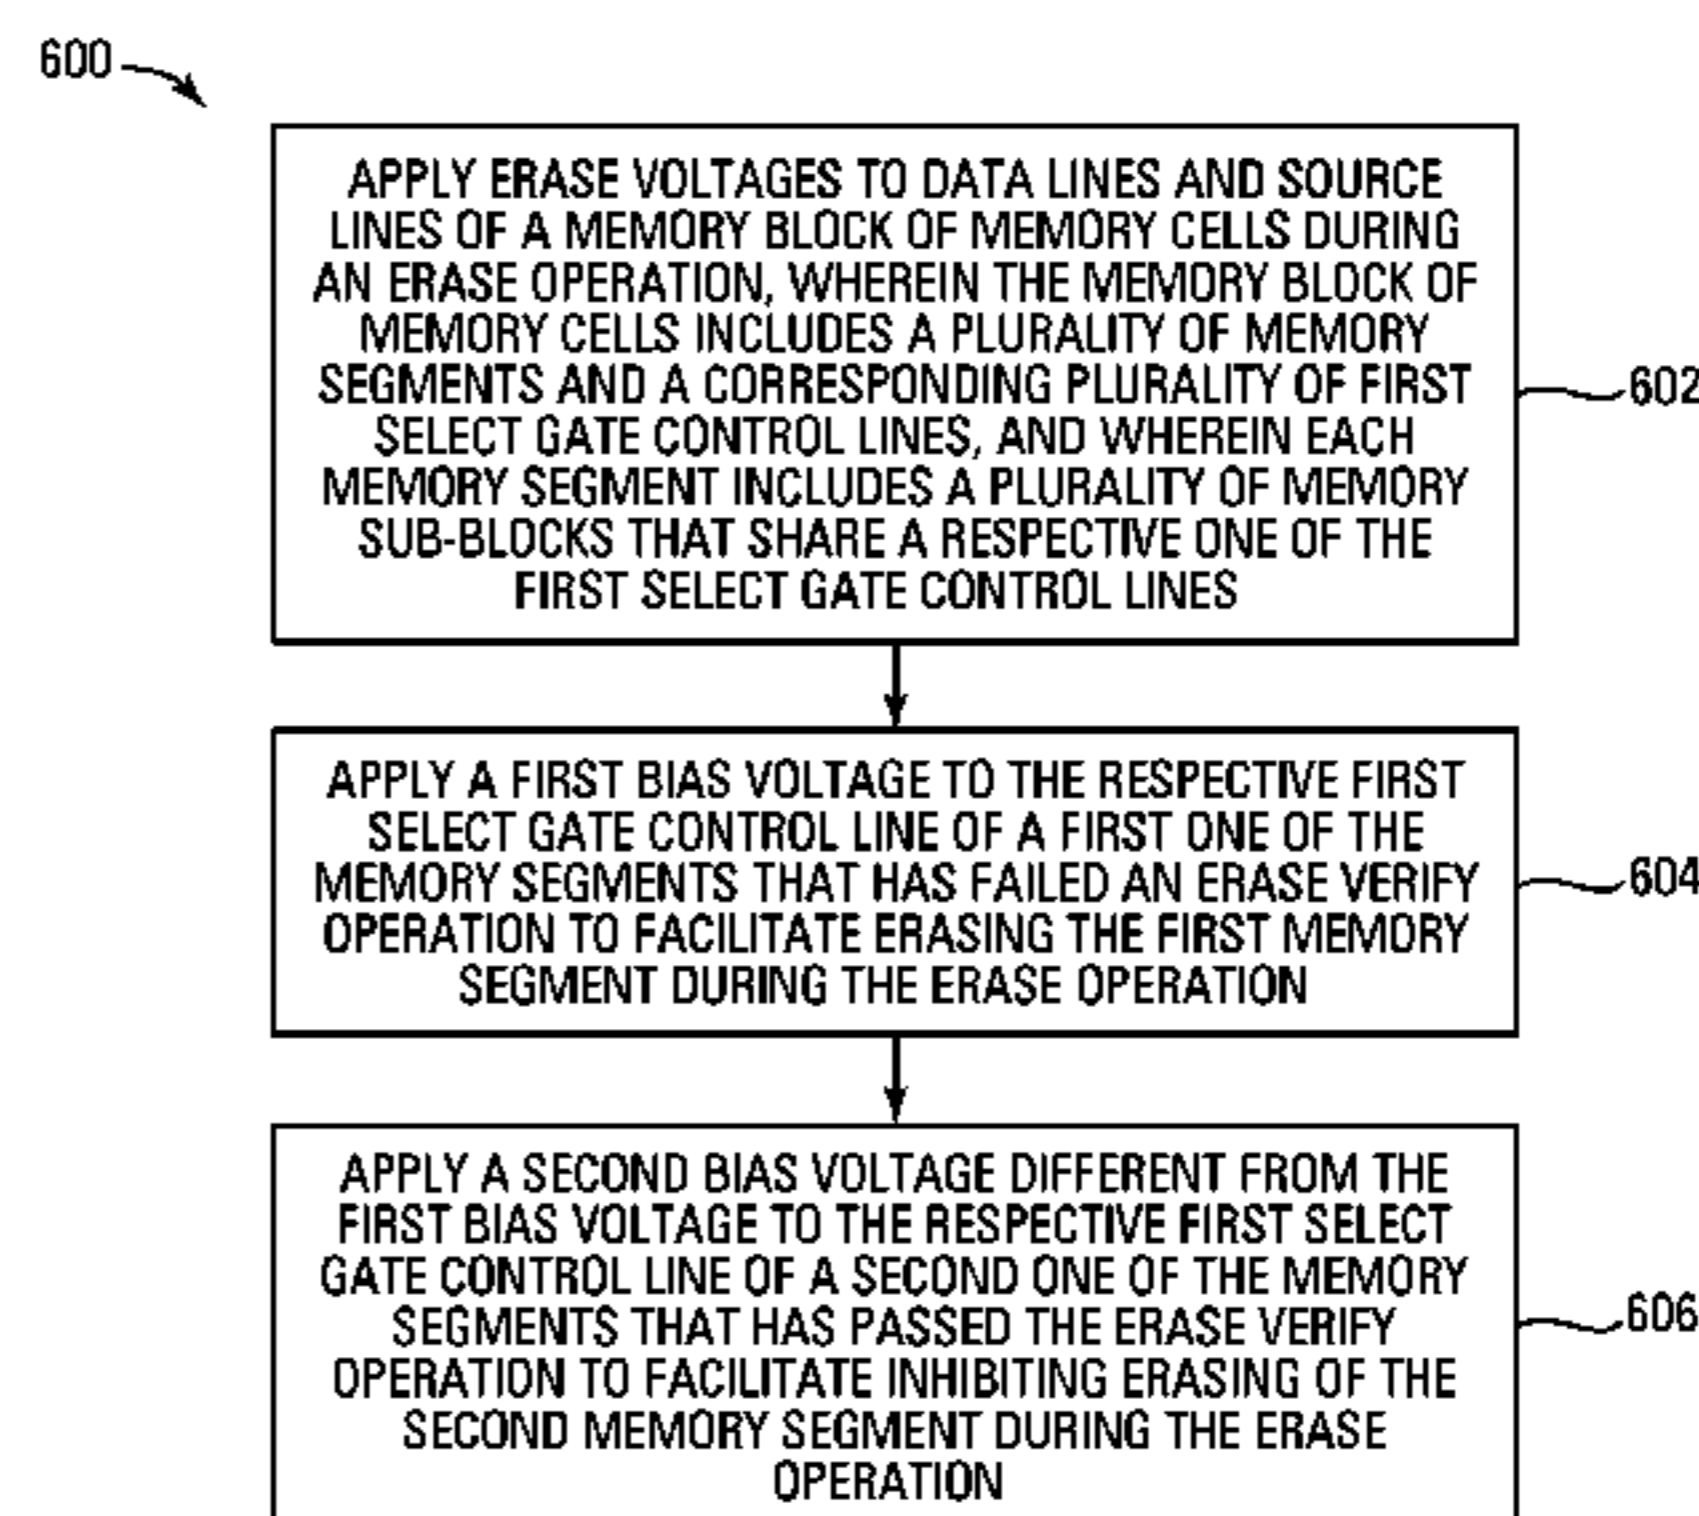 600
APPLY ERASE VOLTAGES TO DATA LINES AND SOURCE
LINES OF A MEMORY BLOCK OF MEMORY CELLS DURING
AN ERASE OPERATION, WHEREIN THE MEMORY BLOCK OF
MEMORY CELLS INCLUDES A PLURALITY OF MEMORY
SEGMENTS AND A CORRESPONDING PLURALITY OF FIRST
SELECT GATE CONTROL LINES, AND WHEREIN EACH
MEMORY SEGMENT INCLUDES A PLURALITY OF MEMORY
SUB-BLOCKS THAT SHARE A RESPECTIVE ONE OF THE
FIRST SELECT GATE CONTROL LINES
602
APPLY A FIRST BIAS VOLTAGE TO THE RESPECTIVE FIRST
SELECT GATE CONTROL LINE OF A FIRST ONE OF THE
MEMORY SEGMENTS THAT HAS FAILED AN ERASE VERIFY
OPERATION TO FACILITATE ERASING THE FIRST MEMORY
SEGMENT DURING THE ERASE OPERATION
604
APPLY A SECOND BIAS VOLTAGE DIFFERENT FROM THE
FIRST BIAS VOLTAGE TO THE RESPECTIVE FIRST SELECT
GATE CONTROL LINE OF A SECOND ONE OF THE MEMORY
SEGMENTS THAT HAS PASSED THE ERASE VERIFY
OPERATION TO FACILITATE INHIBITING ERASING OF THE
SECOND MEMORY SEGMENT DURING THE ERASE
OPERATION
606